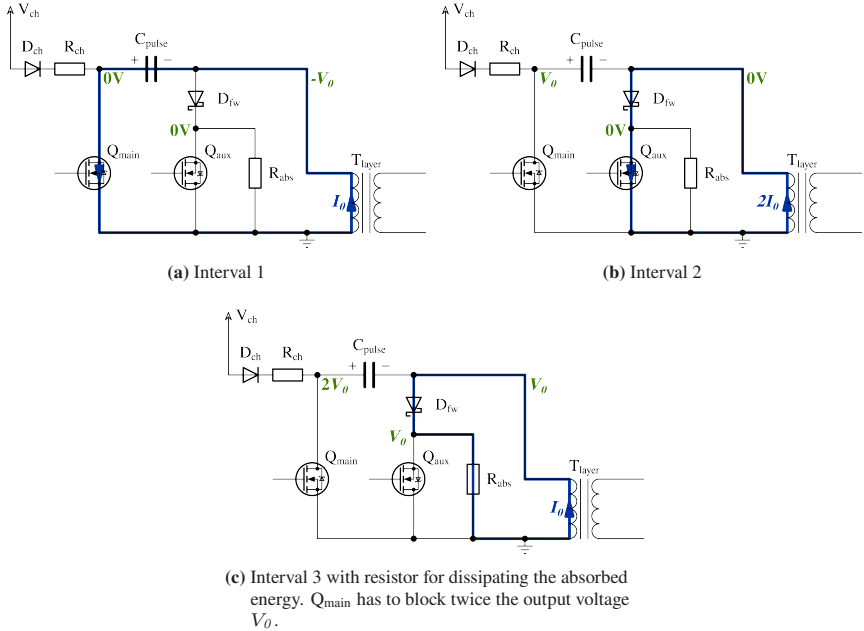 V_ch
D_ch R_ch C_pulse
+ −
0V
-V_0
D_fw
0V
Q_main Q_aux
R_abs
T_layer
I_0
(a) Interval 1
V_ch
D_ch R_ch C_pulse
+ −
V_0
0V
D_fw
0V
Q_main Q_aux
R_abs
T_layer
2I_0
(b) Interval 2
V_ch
D_ch R_ch C_pulse
+ −
2V_0
V_0
D_fw
V_0
Q_main Q_aux
R_abs
T_layer
I_0
(c) Interval 3 with resistor for dissipating the absorbed
energy. Q_main has to block twice the output voltage
V_0.